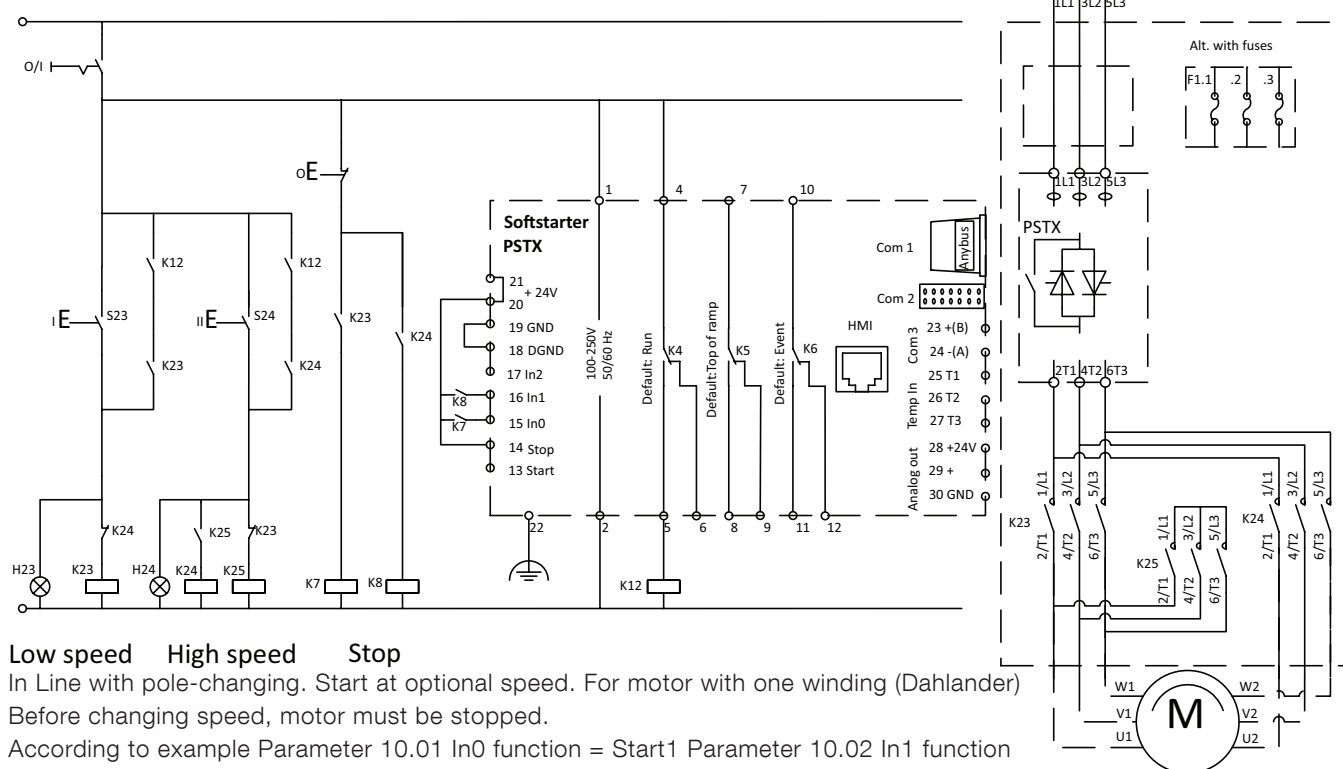 1L1 3L2 5L3
O/I
Alt. with fuses
F1.1 .2 .3
OE
1 4 7 10
1L1 3L2 5L3
Softstarter
PSTX
PSTX
K12 K12
21
+ 24V
20
19 GND
18 DGND
17 In2
16 In1
15 In0
14 Stop
13 Start
K8
K7
100-250V
50/60 Hz
Default: Run
K4
Default:Top of ramp
K5
Default: Event
K6
Com 1
Anybus
Com 2
HMI
Com 3
23 +(B)
24 -(A)
Temp In
25 T1
26 T2
27 T3
Analog out
28 +24V
29 +
30 GND
IE S23 IIE S24
K23 K24
K23 K24
2T1 4T2 6T3
22 2 5 6 8 9 11 12
K24 K25 K23
H23 K23 H24 K24 K25 K7 K8 K12
K23
1/L1 3/L2 5/L3
2/T1 4/T2 6/T3
K25
1/L1 3/L2 5/L3
2/T1 4/T2 6/T3
K24
1/L1 3/L2 5/L3
2/T1 4/T2 6/T3
W1 W2
V1 M V2
U1 U2
Low speed High speed Stop
In Line with pole-changing. Start at optional speed. For motor with one winding (Dahlander)
Before changing speed, motor must be stopped.
According to example Parameter 10.01 In0 function = Start1 Parameter 10.02 In1 function